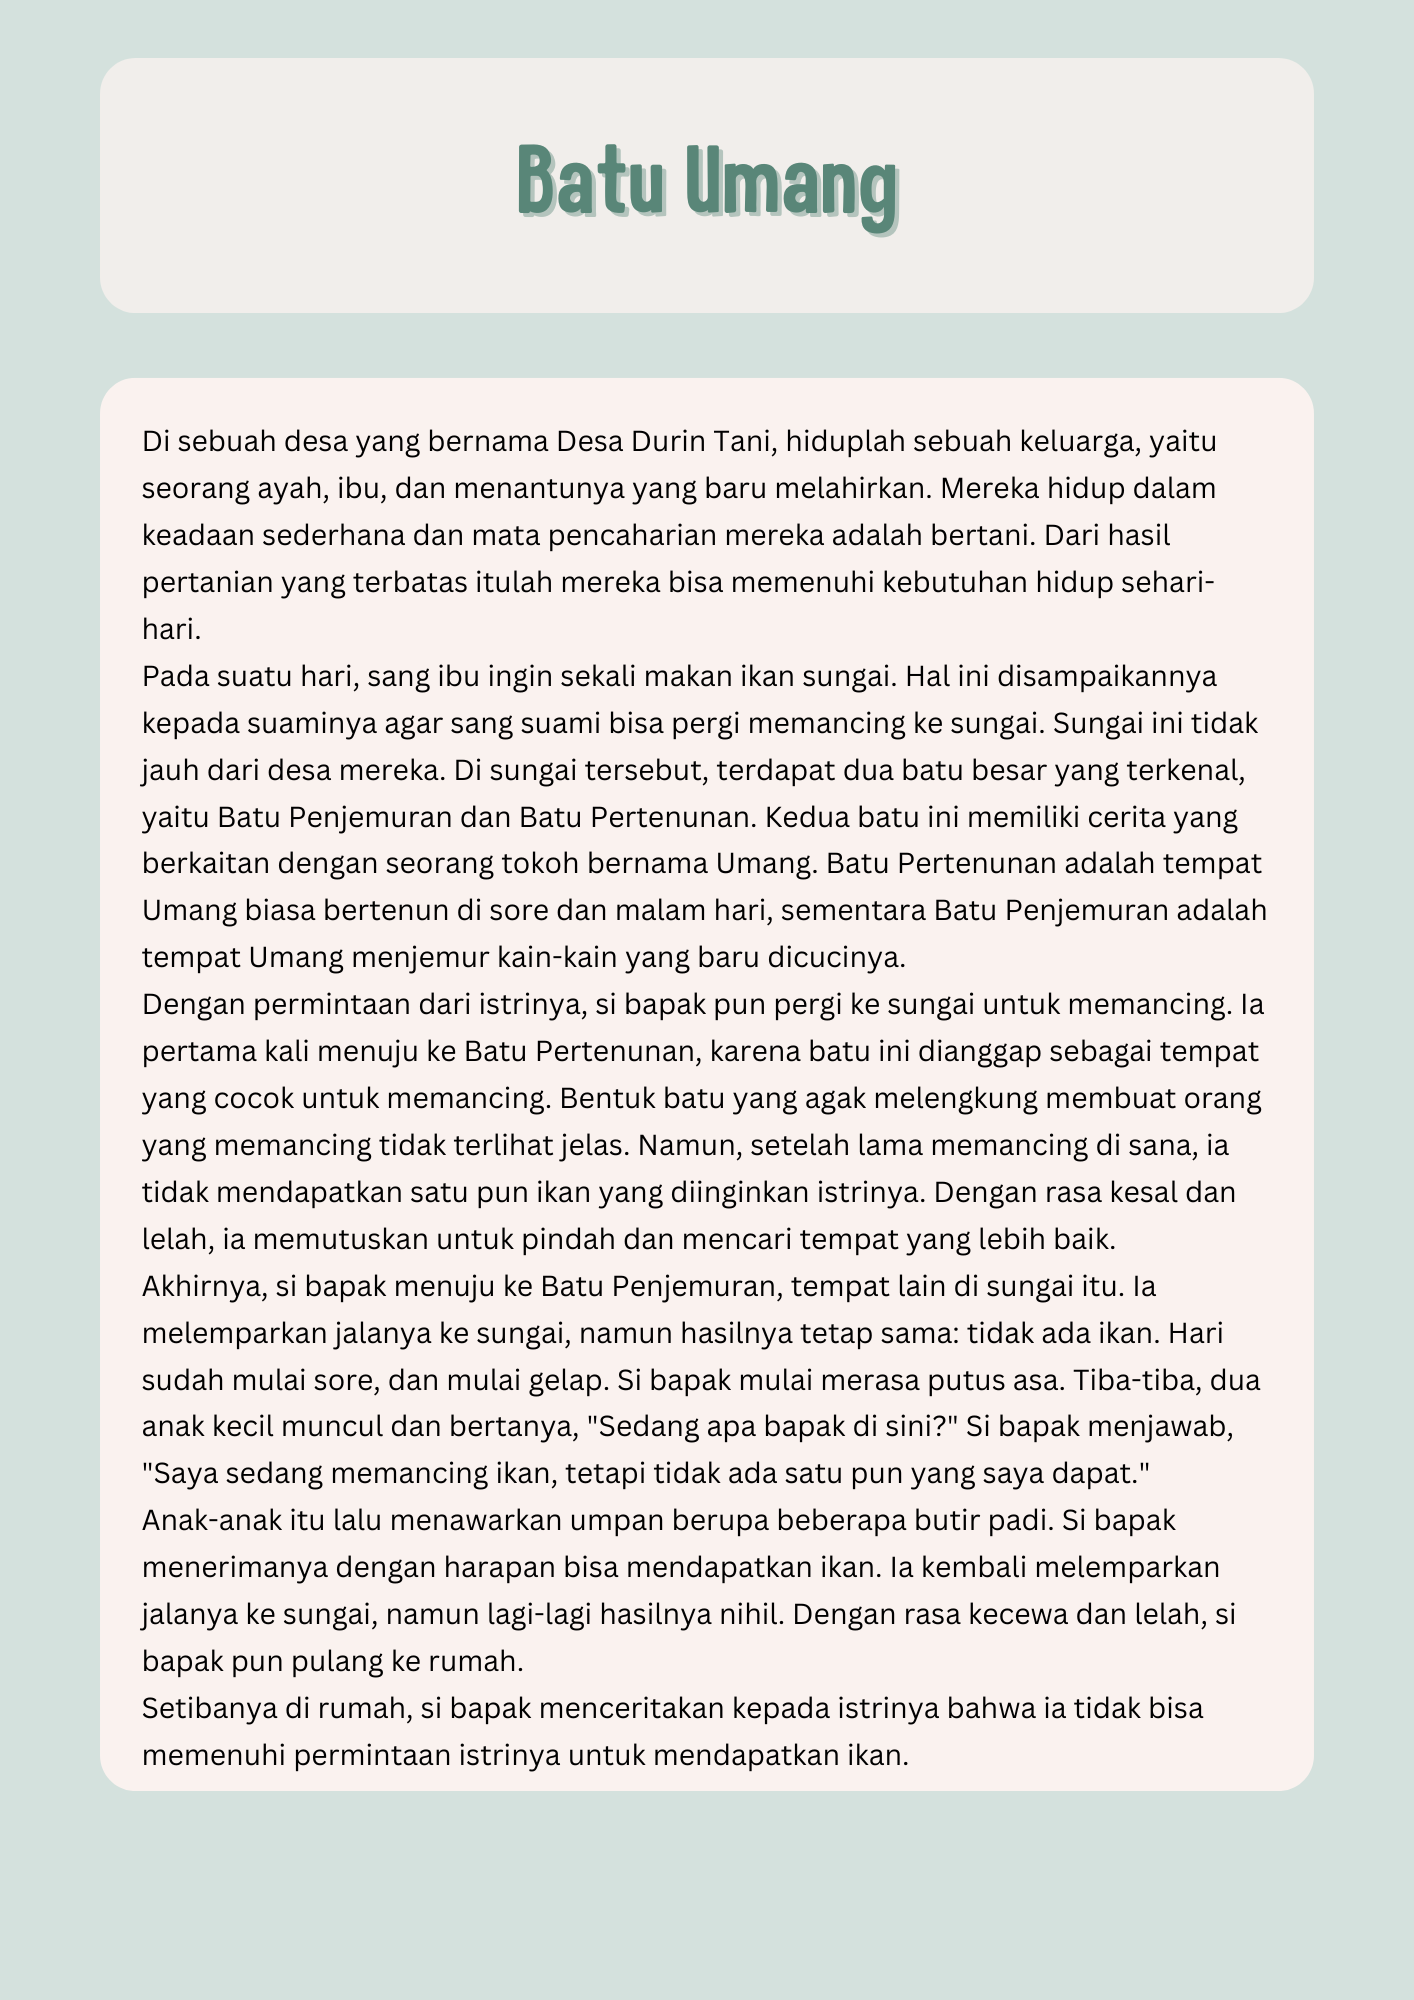 Batu Umang
Di sebuah desa yang bernama Desa Durin Tani, hiduplah sebuah keluarga, yaitu
seorang ayah, ibu, dan menantunya yang baru melahirkan. Mereka hidup dalam
keadaan sederhana dan mata pencaharian mereka adalah bertani. Dari hasil
pertanian yang terbatas itulah mereka bisa memenuhi kebutuhan hidup sehari-
hari.
Pada suatu hari, sang ibu ingin sekali makan ikan sungai. Hal ini disampaikannya
kepada suaminya agar sang suami bisa pergi memancing ke sungai. Sungai ini tidak
jauh dari desa mereka. Di sungai tersebut, terdapat dua batu besar yang terkenal,
yaitu Batu Penjemuran dan Batu Pertenunan. Kedua batu ini memiliki cerita yang
berkaitan dengan seorang tokoh bernama Umang. Batu Pertenunan adalah tempat
Umang biasa bertenun di sore dan malam hari, sementara Batu Penjemuran adalah
tempat Umang menjemur kain-kain yang baru dicucinya.
Dengan permintaan dari istrinya, si bapak pun pergi ke sungai untuk memancing. Ia
pertama kali menuju ke Batu Pertenunan, karena batu ini dianggap sebagai tempat
yang cocok untuk memancing. Bentuk batu yang agak melengkung membuat orang
yang memancing tidak terlihat jelas. Namun, setelah lama memancing di sana, ia
tidak mendapatkan satu pun ikan yang diinginkan istrinya. Dengan rasa kesal dan
lelah, ia memutuskan untuk pindah dan mencari tempat yang lebih baik.
Akhirnya, si bapak menuju ke Batu Penjemuran, tempat lain di sungai itu. Ia
melemparkan jalanya ke sungai, namun hasilnya tetap sama: tidak ada ikan. Hari
sudah mulai sore, dan mulai gelap. Si bapak mulai merasa putus asa. Tiba-tiba, dua
anak kecil muncul dan bertanya, "Sedang apa bapak di sini?" Si bapak menjawab,
"Saya sedang memancing ikan, tetapi tidak ada satu pun yang saya dapat."
Anak-anak itu lalu menawarkan umpan berupa beberapa butir padi. Si bapak
menerimanya dengan harapan bisa mendapatkan ikan. Ia kembali melemparkan
jalanya ke sungai, namun lagi-lagi hasilnya nihil. Dengan rasa kecewa dan lelah, si
bapak pun pulang ke rumah.
Setibanya di rumah, si bapak menceritakan kepada istrinya bahwa ia tidak bisa
memenuhi permintaan istrinya untuk mendapatkan ikan.